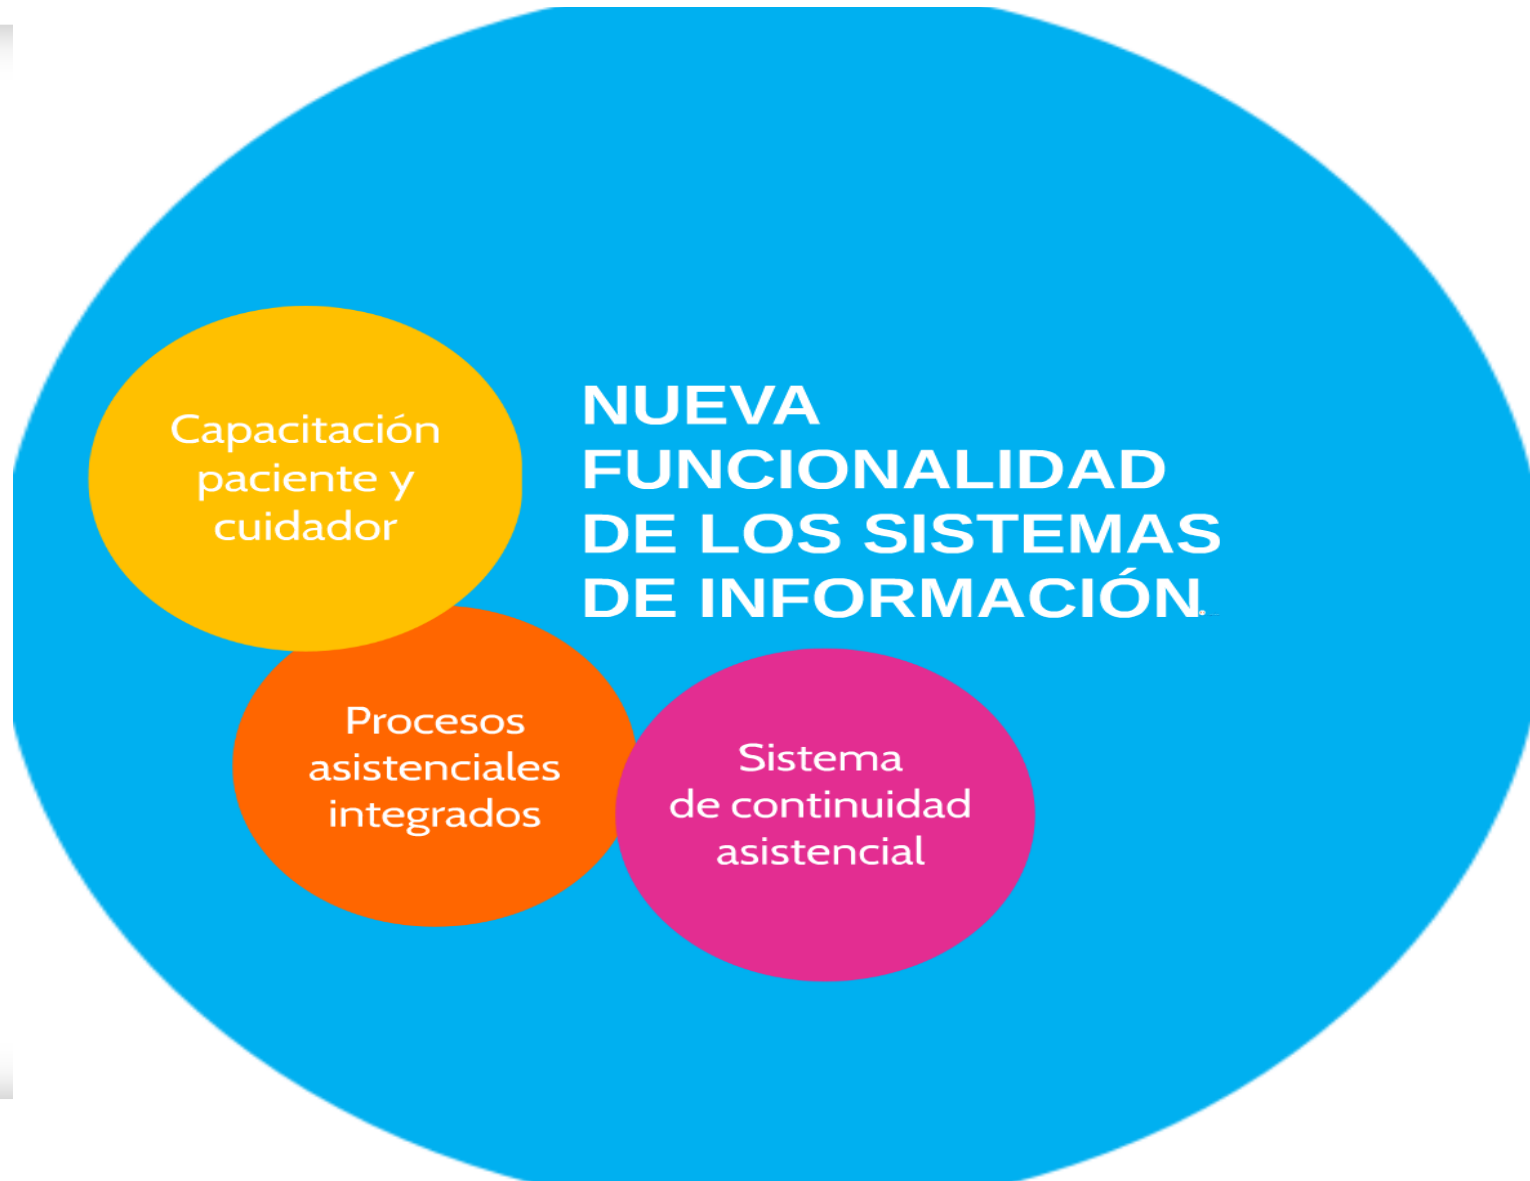 Capacitación
paciente y
cuidador
NUEVA
FUNCIONALIDAD
DE LOS SISTEMAS
DE INFORMACIÓN.
Procesos
asistenciales
integrados
Sistema
de continuidad
asistencial